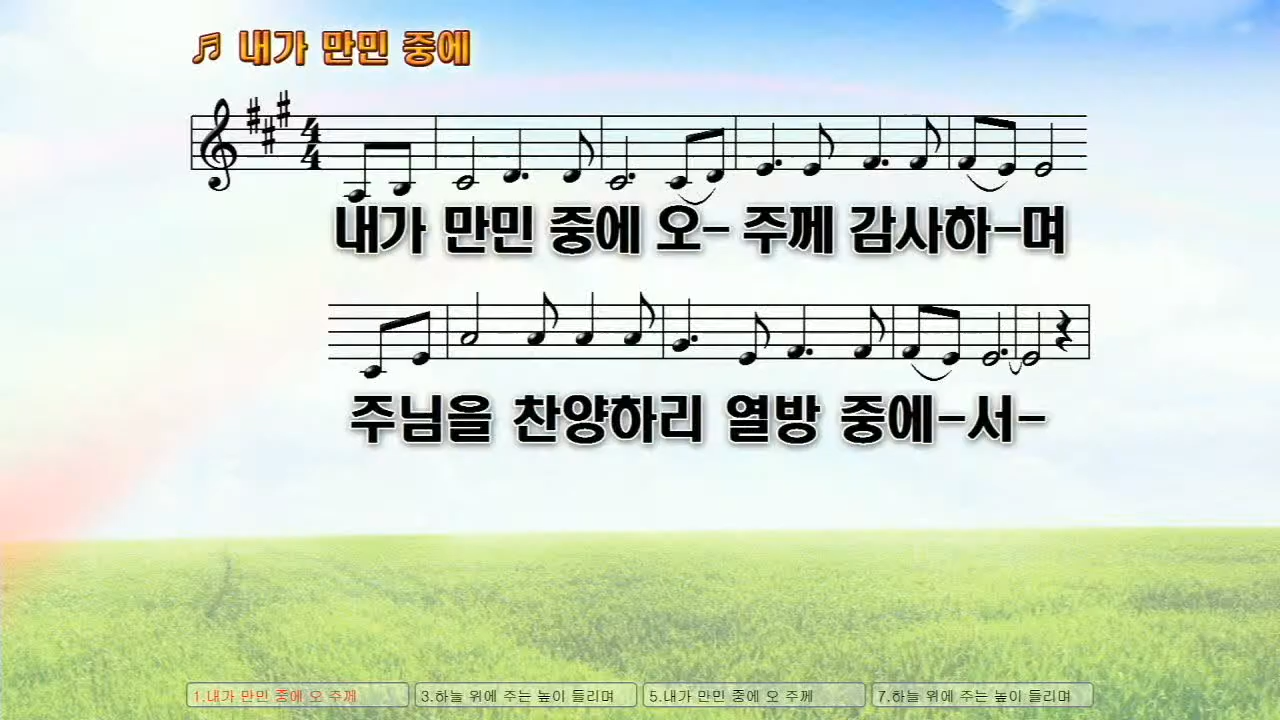 ♬ 내가 만민 중에
4
4
내가 만민 중에 오- 주께 감사하-며
주님을 찬양하리 열방 중에-서-
1.내가 만민 중에 오 주께 3.하늘 위에 주는 높이 들리며 5.내가 만민 중에 오 주께 7.하늘 위에 주는 높이 들리며